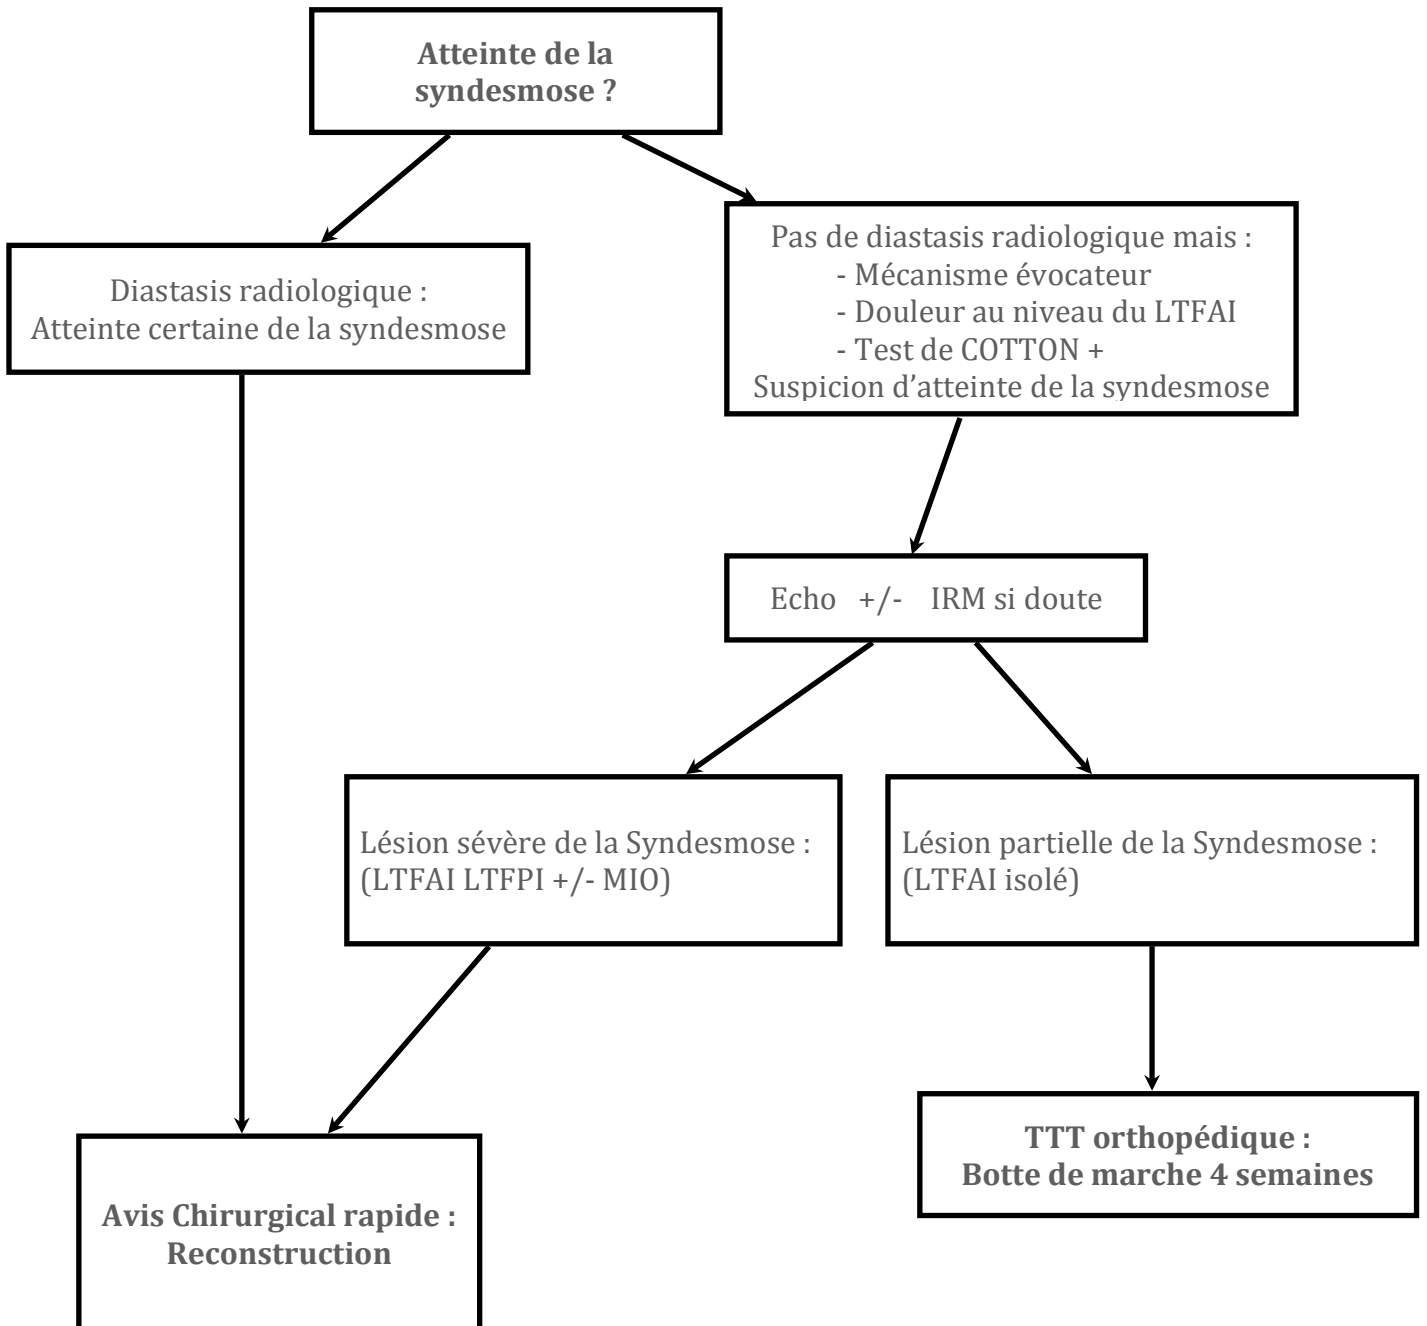 Atteinte de la
syndesmose ?
Diastasis radiologique :
Atteinte certaine de la syndesmose
Pas de diastasis radiologique mais :
- Mécanisme évocateur
- Douleur au niveau du LTFAI
- Test de COTTON +
Suspicion d’atteinte de la syndesmose
Echo +/- IRM si doute
Lésion sévère de la Syndesmose :
(LTFAI LTFPI +/- MIO)
Lésion partielle de la Syndesmose :
(LTFAI isolé)
TTT orthopédique :
Botte de marche 4 semaines
Avis Chirurgical rapide :
Reconstruction